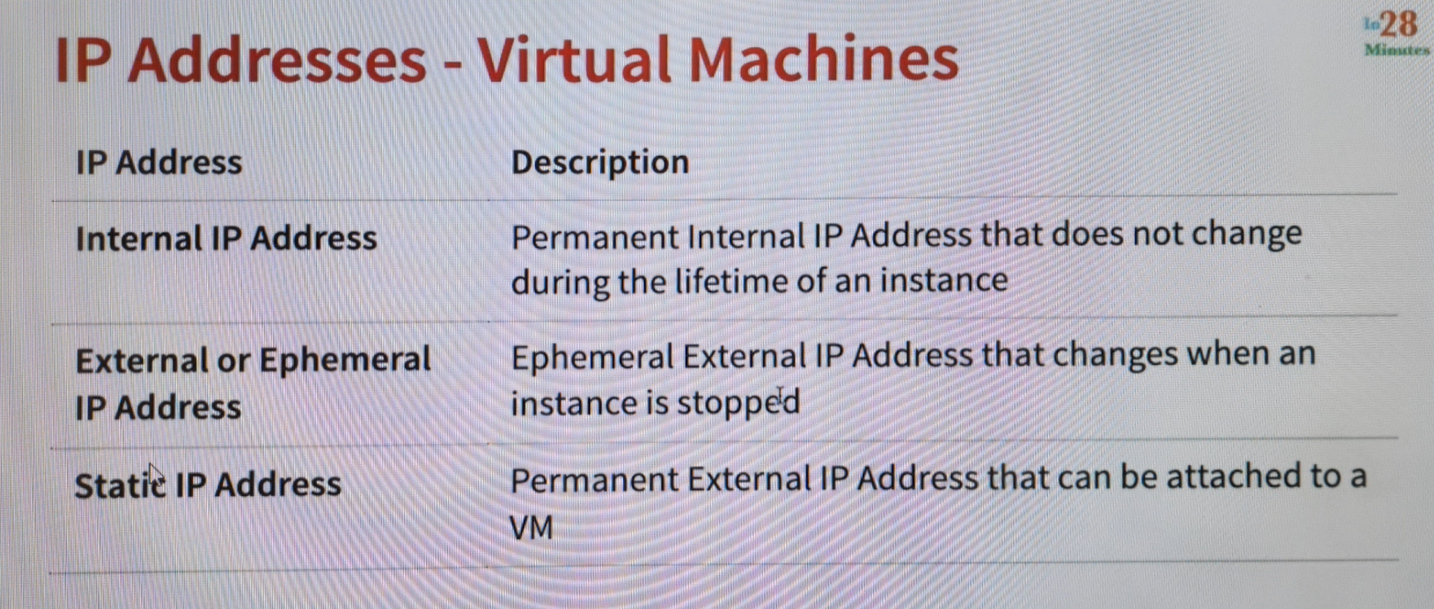 IP Addresses - Virtual Machines
In28
Minutes
IP Address
Description
Internal IP Address
Permanent Internal IP Address that does not change
during the lifetime of an instance
External or Ephemeral
IP Address
Ephemeral External IP Address that changes when an
instance is stopped
Static IP Address
Permanent External IP Address that can be attached to a
VM